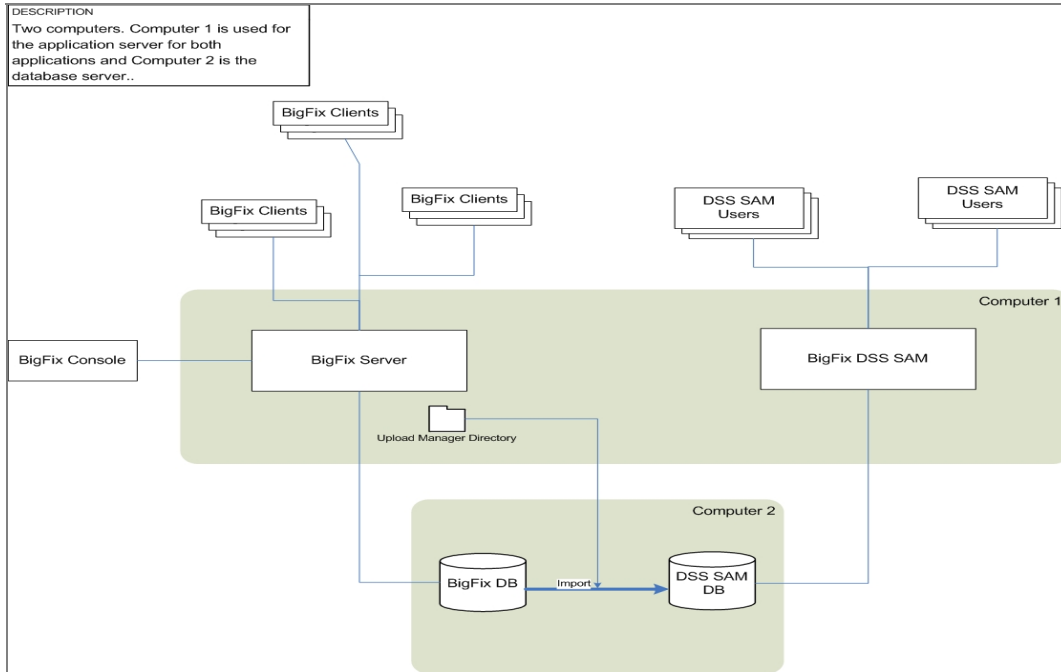 DESCRIPTION
Two computers. Computer 1 is used for
the application server for both
applications and Computer 2 is the
database server..
BigFix Clients
BigFix Clients
BigFix Clients
DSS SAM
Users
DSS SAM
Users
Computer 1
BigFix Console
BigFix Server
BigFix DSS SAM
Upload Manager Directory
Computer 2
BigFix DB
Import
DSS SAM
DB